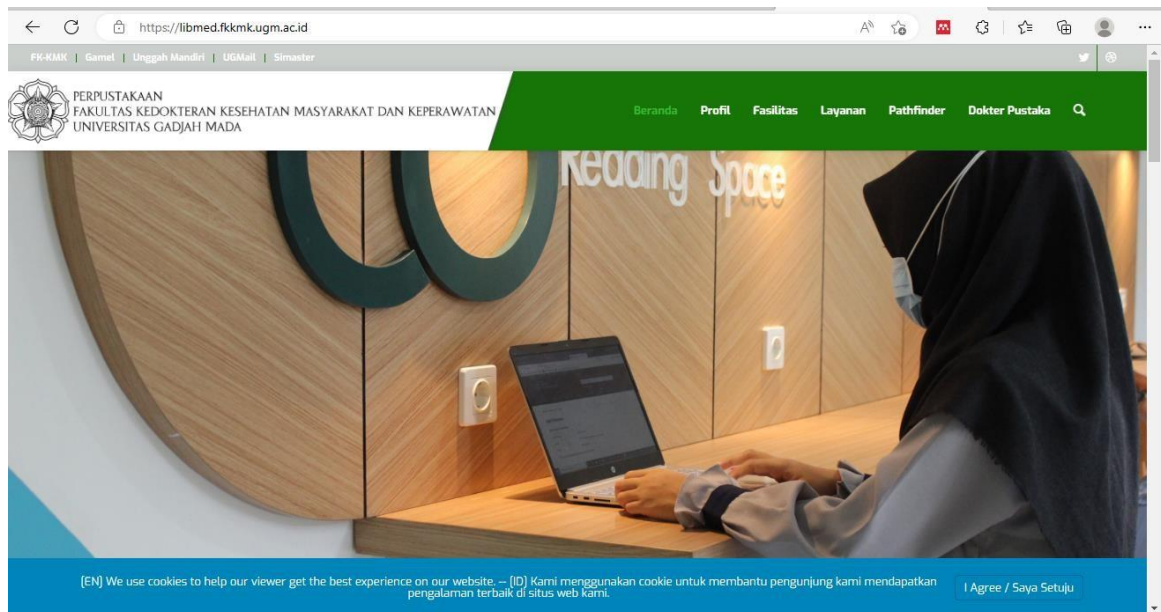 https://libmed.fkkmk.ugm.ac.id
FK-KMK | Gamel | Unggah Mandiri | UGMail | Simaster
PERPUSTAKAAN
FAKULTAS KEDOKTERAN KESEHATAN MASYARAKAT DAN KEPERAWATAN
UNIVERSITAS GADJAH MADA
Beranda Profil Fasilitas Layanan Pathfinder Dokter Pustaka
Reading Space
[EN] We use cookies to help our viewer get the best experience on our website. – [ID] Kami menggunakan cookie untuk membantu pengunjung kami mendapatkan
pengalaman terbaik di situs web kami.
I Agree / Saya Setuju